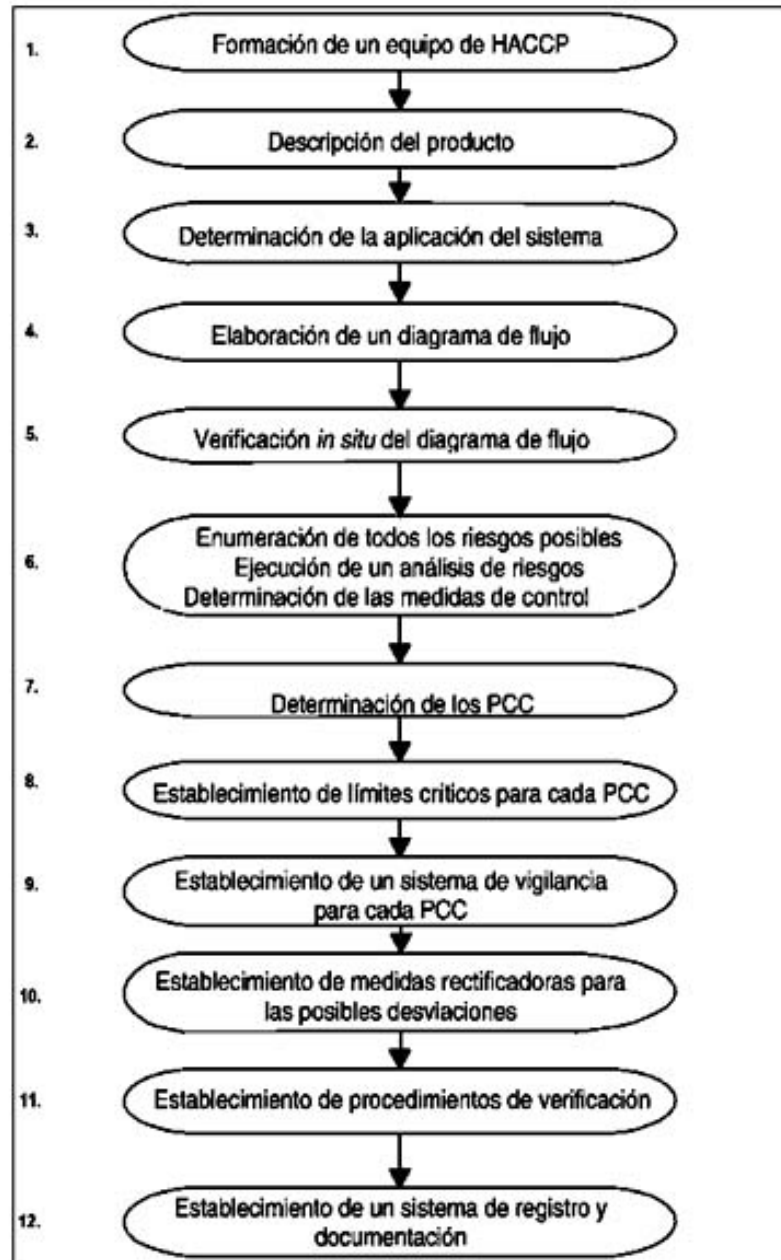 1. Formación de un equipo de HACCP
2. Descripción del producto
3. Determinación de la aplicación del sistema
4. Elaboración de un diagrama de flujo
5. Verificación in situ del diagrama de flujo
Enumeración de todos los riesgos posibles
6. Ejecución de un análisis de riesgos
Determinación de las medidas de control
7. Determinación de los PCC
8. Establecimiento de límites criticos para cada PCC
9. Establecimiento de un sistema de vigilancia
para cada PCC
10. Establecimiento de medidas rectificadoras para
las posibles desviaciones
11. Establecimiento de procedimientos de verificación
12. Establecimiento de un sistema de registro y
documentación